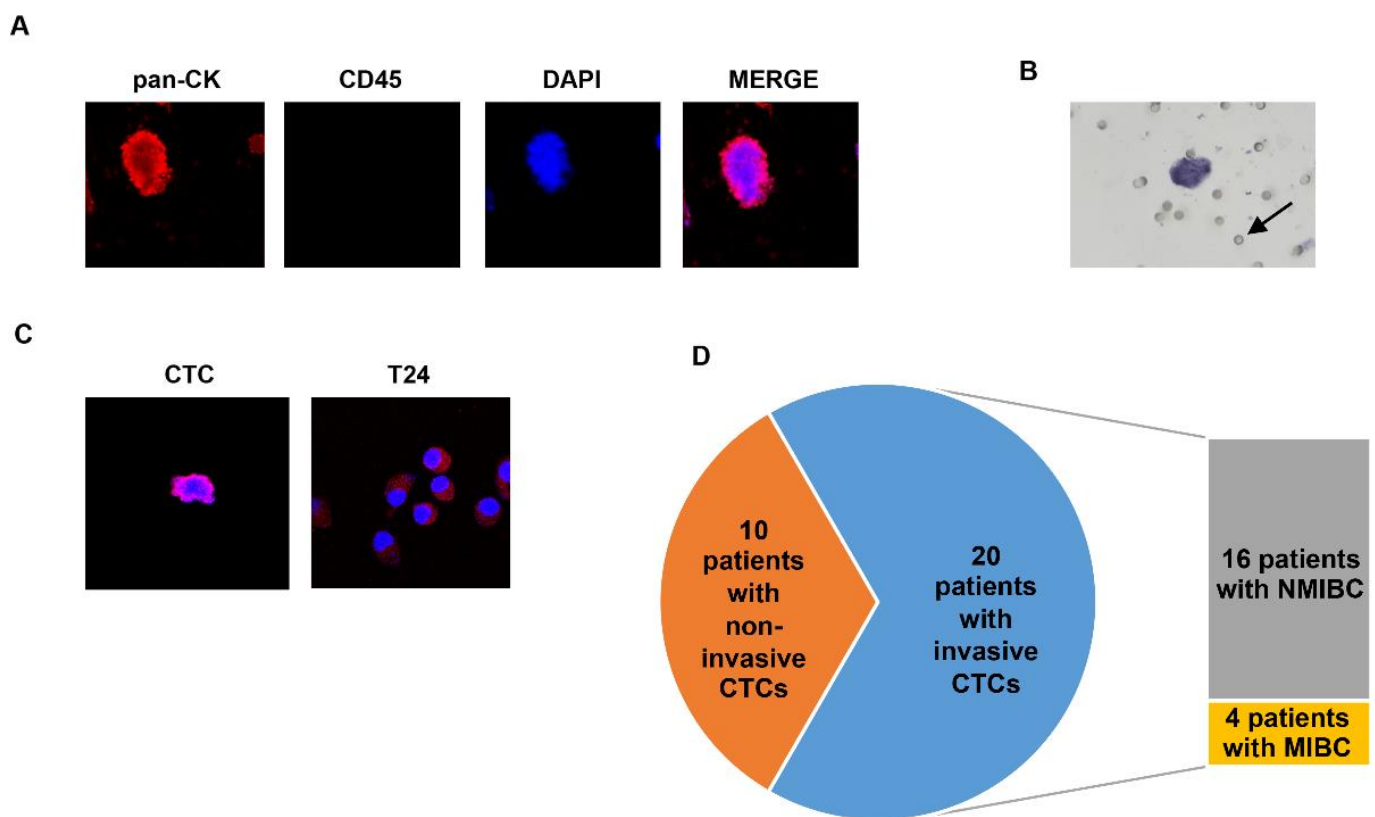 A
pan-CK
CD45
DAPI
MERGE
B
C
CTC
T24
D
10
patients
with
non-
invasive
CTCs
20
patients
with
invasive
CTCs
16 patients
with NMIBC
4 patients
with MIBC